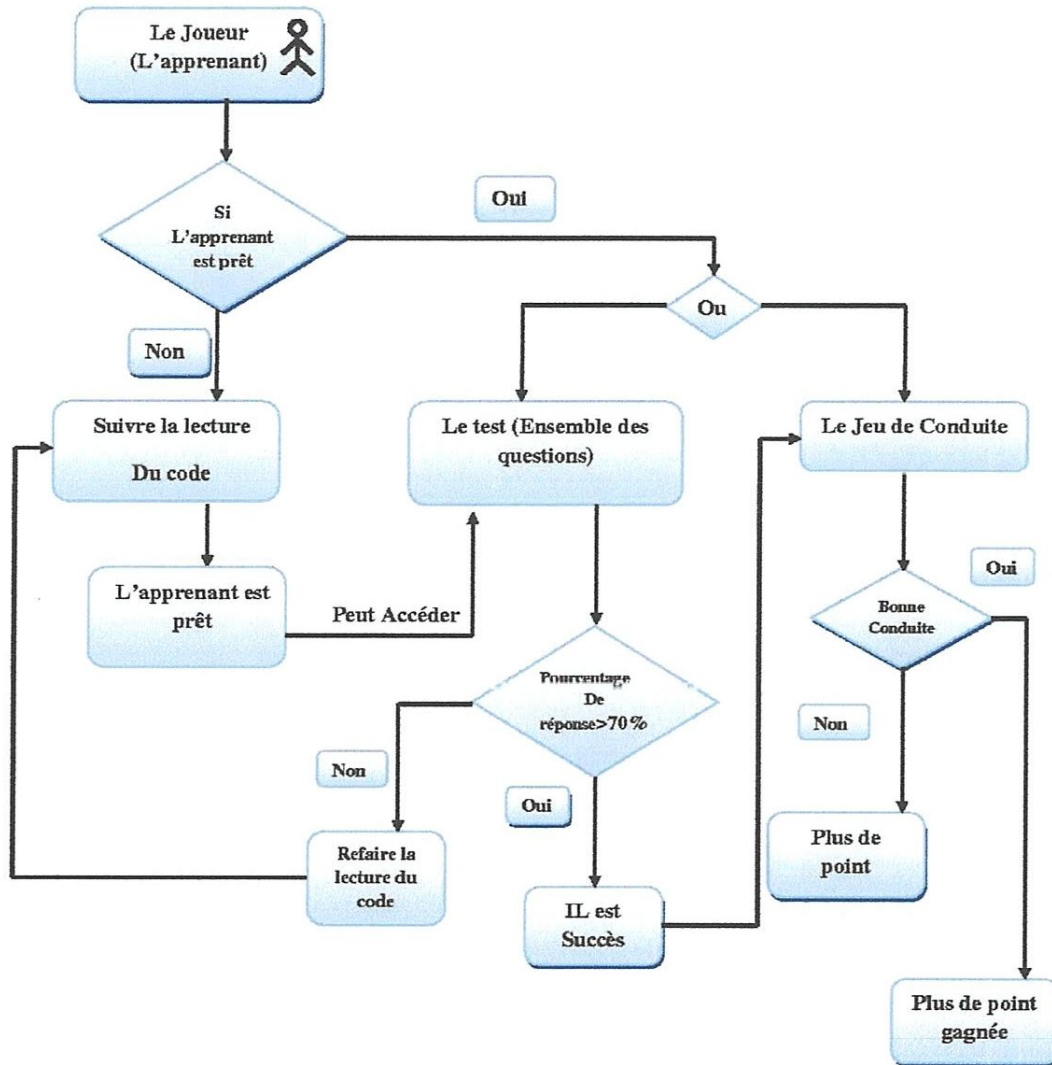 Le Joueur
(L'apprenant)
Si
L'apprenant
est prêt
Oui
Ou
Non
Suivre la lecture
Du code
Le test (Ensemble des
questions)
Le Jeu de Conduite
L'apprenant est
prêt
Peut Accéder
Oui
Bonne
Conduite
Pourcentage
De
réponse>70%
Non
Non
Oui
Refaire la
lecture du
code
Plus de
point
IL est
Succès
Plus de point
gagnée